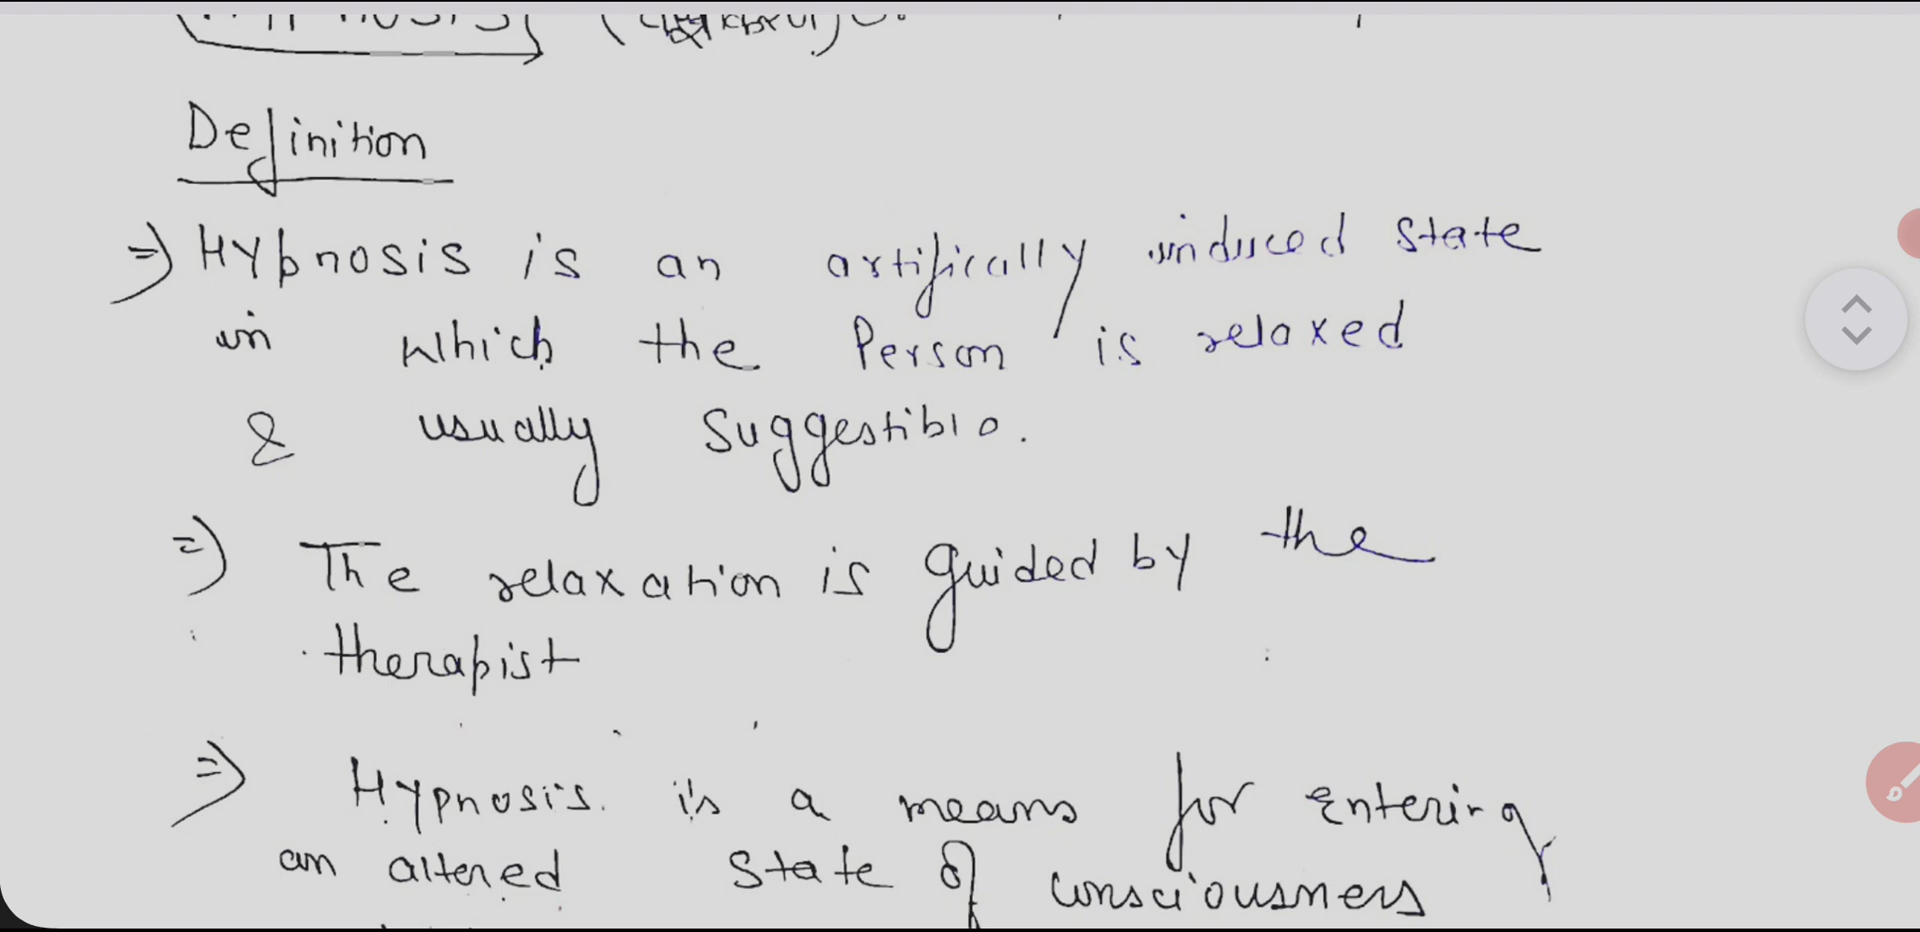 Definition
=> Hypnosis is an artifically induced state
in which the Person is relaxed
& usually Suggestible.
=> The relaxation is guided by the
therapist
=> Hypnosis is a means for Entering
an altered State of consciousness